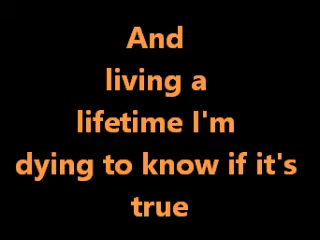 And
living a
lifetime I'm
dying to know if it's
true